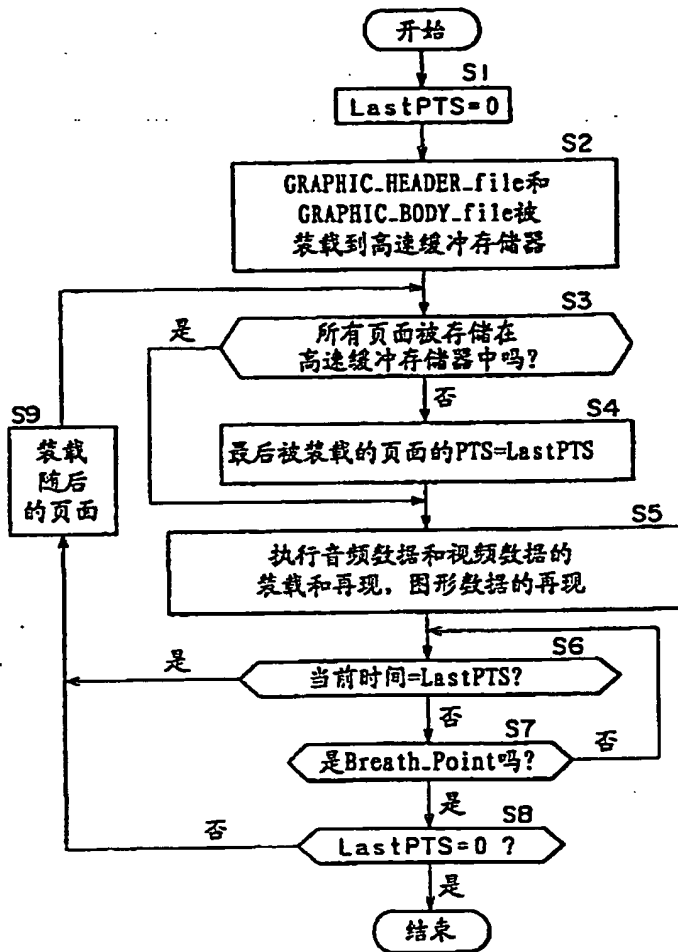 开始
S1
LastPTS=0
S2
GRAPHIC_HEADER_file和
GRAPHIC_BODY_file被
装载到高速缓冲存储器
S3
是
所有页面被存储在
高速缓冲存储器中吗?
否
S9
装载
随后
的页面
S4
最后被装载的页面的PTS=LastPTS
S5
执行音频数据和视频数据的
装载和再现,图形数据的再现
S6
是
当前时间=LastPTS?
否
S7
是Breath_Point吗?
否
是
S8
否
LastPTS=0 ?
是
结束